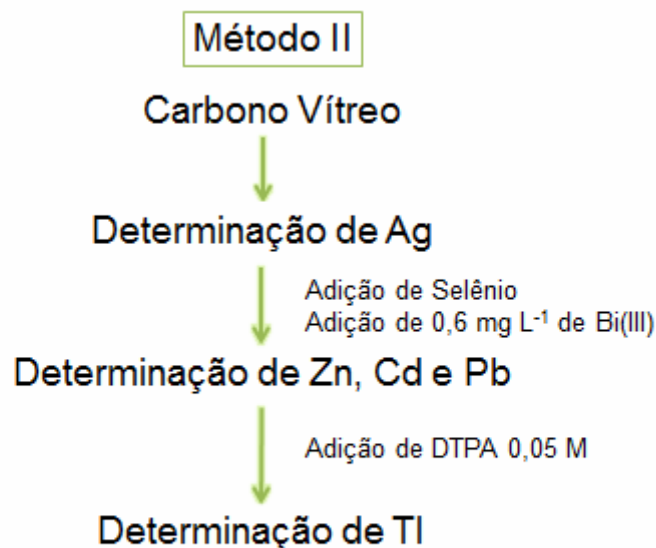 Método II
Carbono Vítreo
Determinação de Ag
Adição de Selênio
Adição de 0,6 mg L⁻¹ de Bi(III)
Determinação de Zn, Cd e Pb
Adição de DTPA 0,05 M
Determinação de Tl